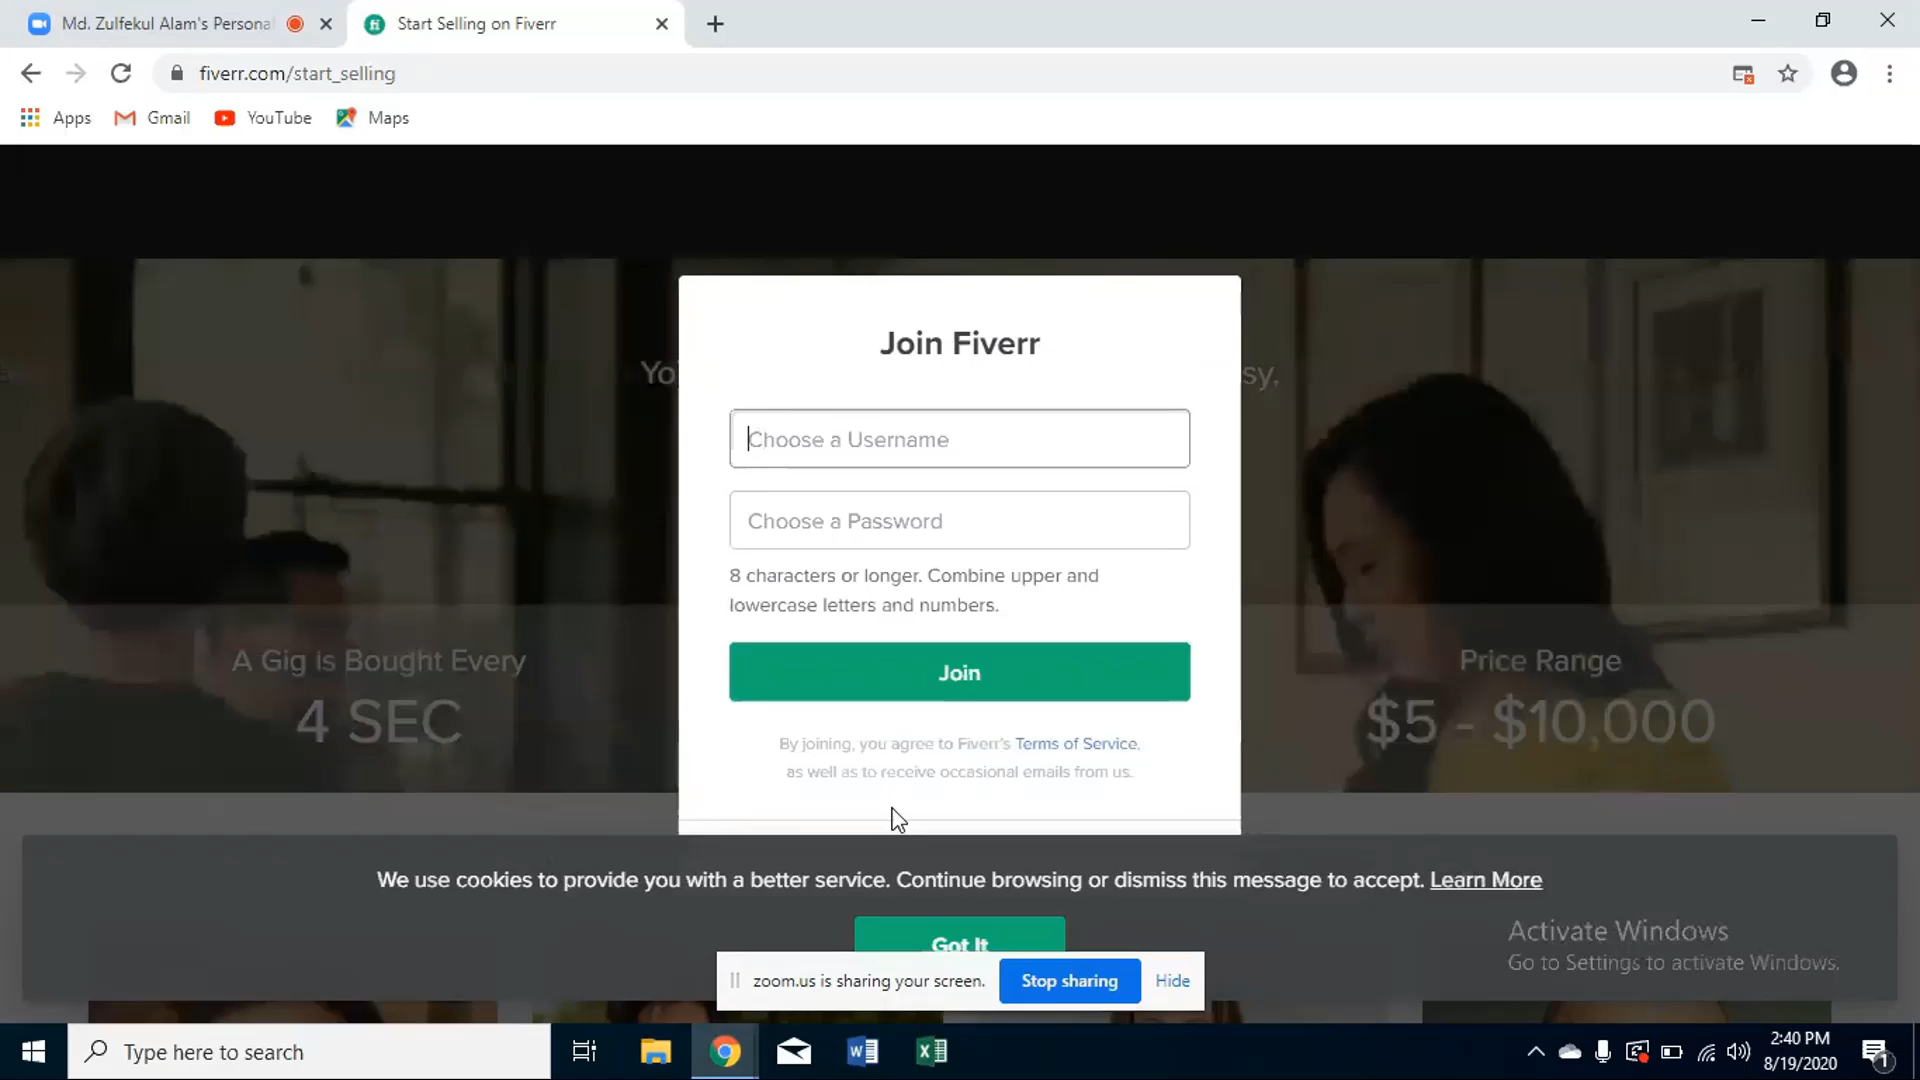 Md. Zulfekul Alam's Personal
Start Selling on Fiverr
fiverr.com/start_selling
Apps
Gmail
YouTube
Maps
Join Fiverr
Yo
sy,
Choose a Username
Choose a Password
8 characters or longer. Combine upper and
lowercase letters and numbers.
A Gig is Bought Every
4 SEC
Price Range
$5 - $10,000
Join
By joining, you agree to Fiverr's Terms of Service,
as well as to receive occasional emails from us.
We use cookies to provide you with a better service. Continue browsing or dismiss this message to accept. Learn More
Got It
Activate Windows
Go to Settings to activate Windows.
zoom.us is sharing your screen.
Stop sharing
Hide
Type here to search
2:40 PM
8/19/2020
1